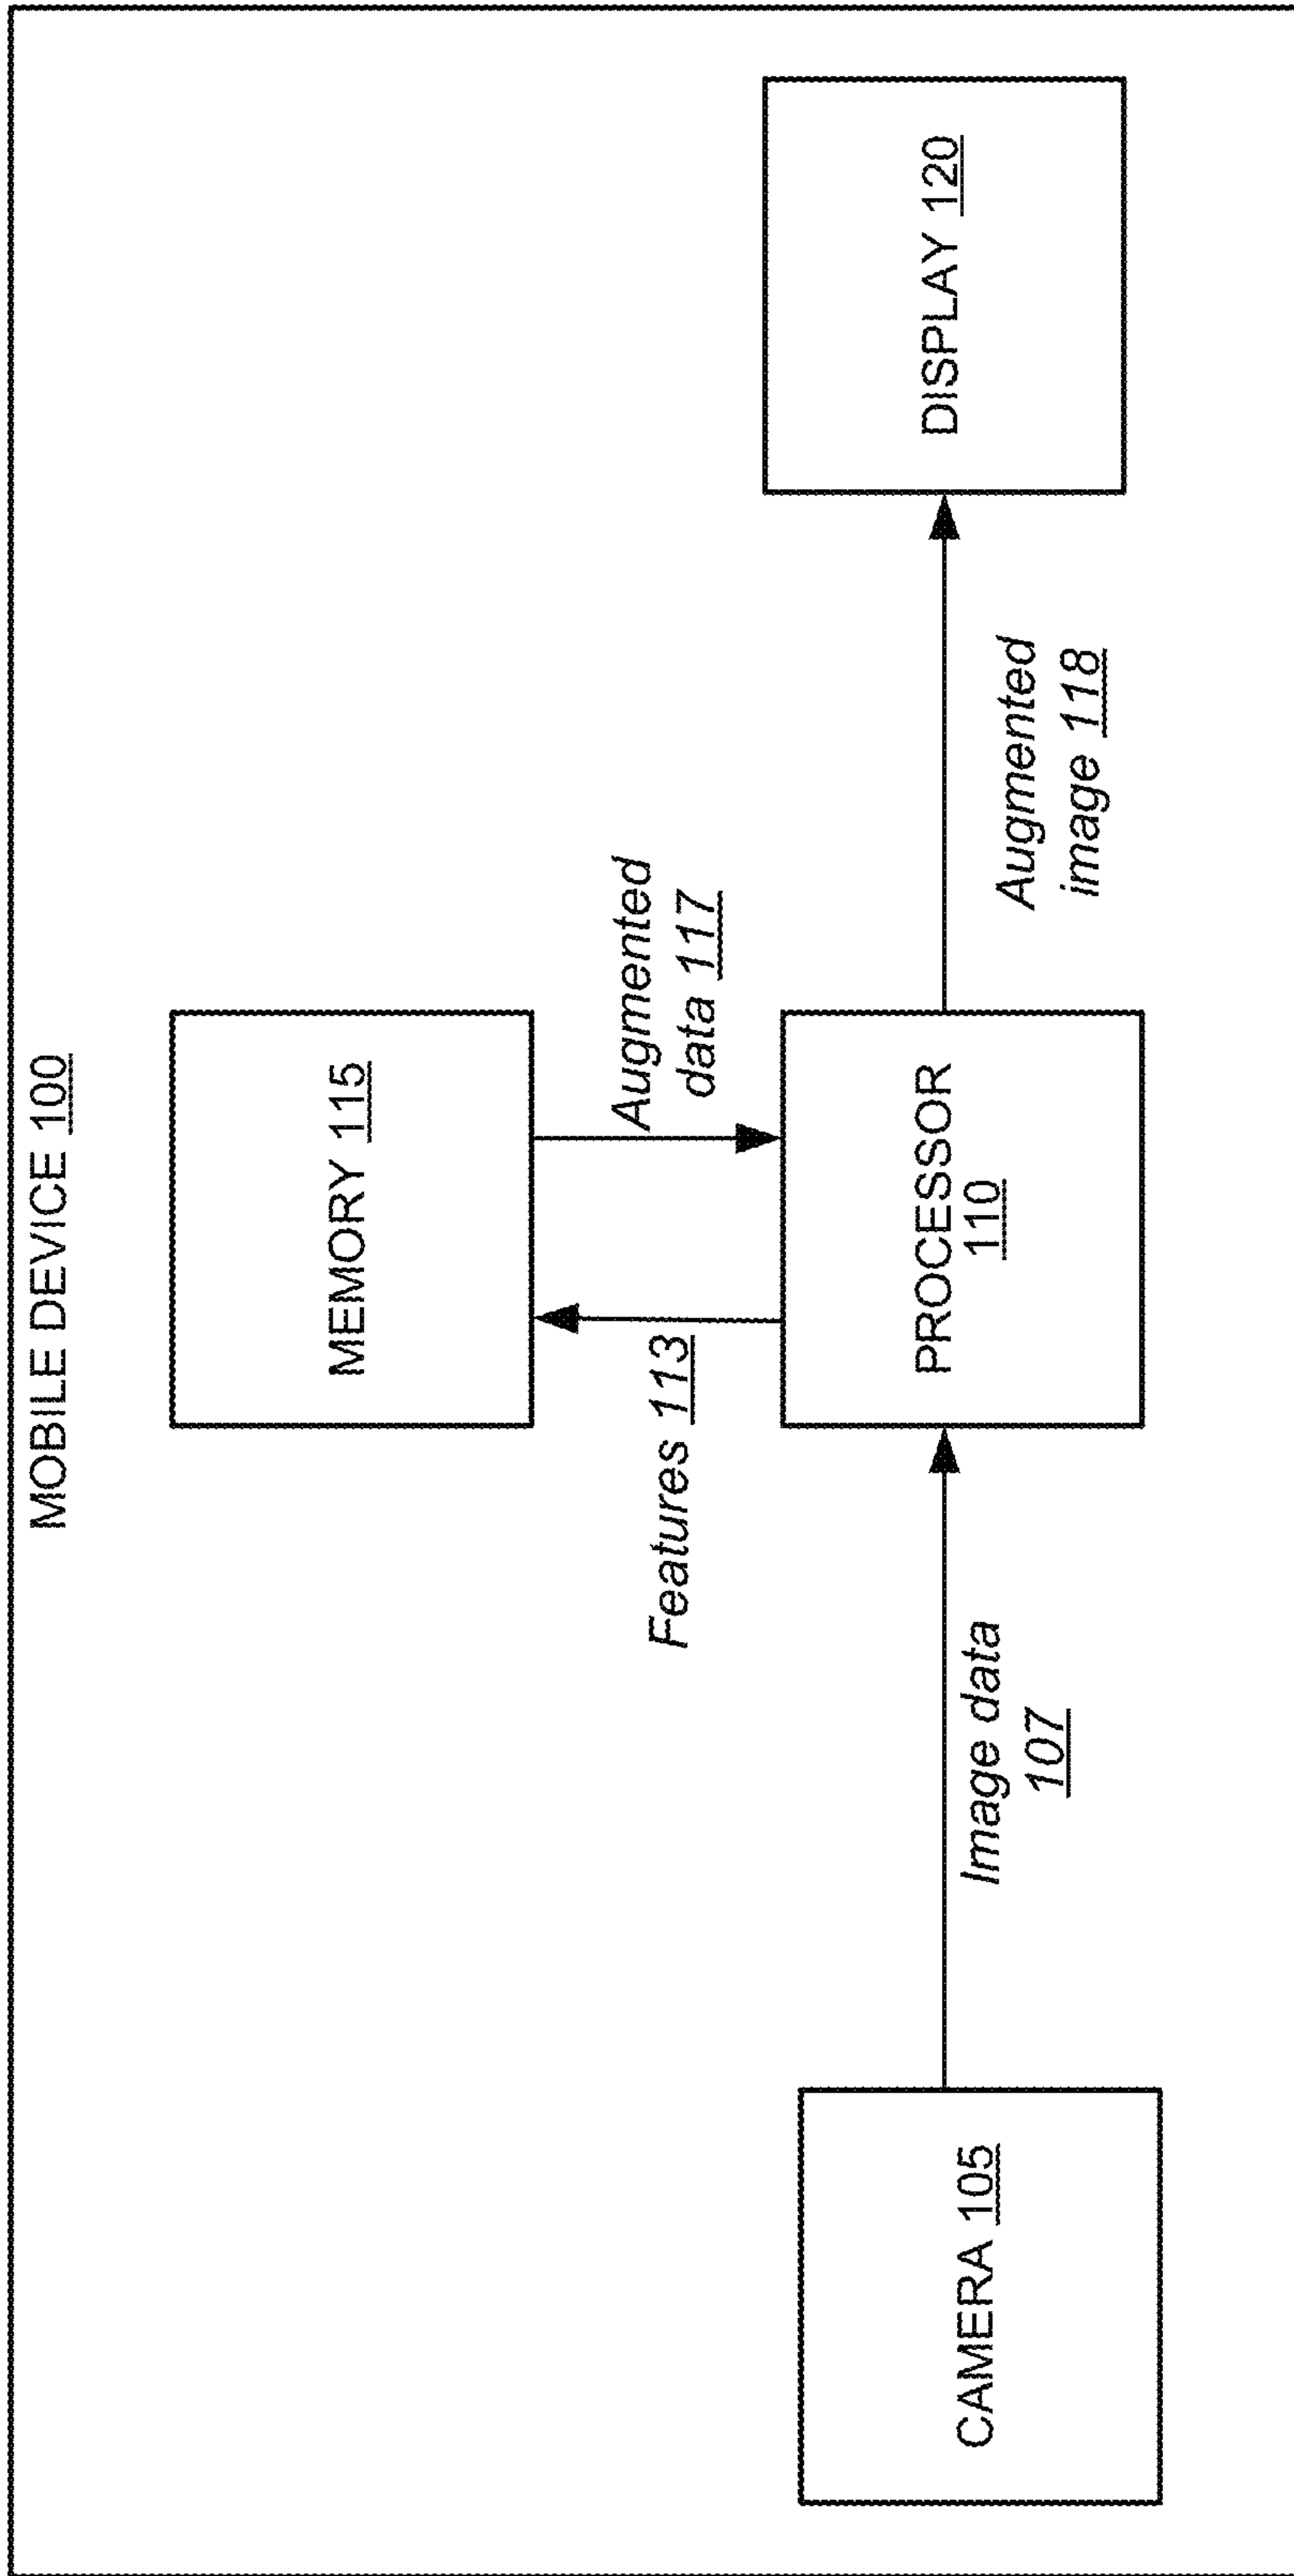 MOBILE DEVICE 100
MEMORY 115
Features 113
Augmented
data 117
CAMERA 105
Image data
107
PROCESSOR
110
Augmented
image 118
DISPLAY 120